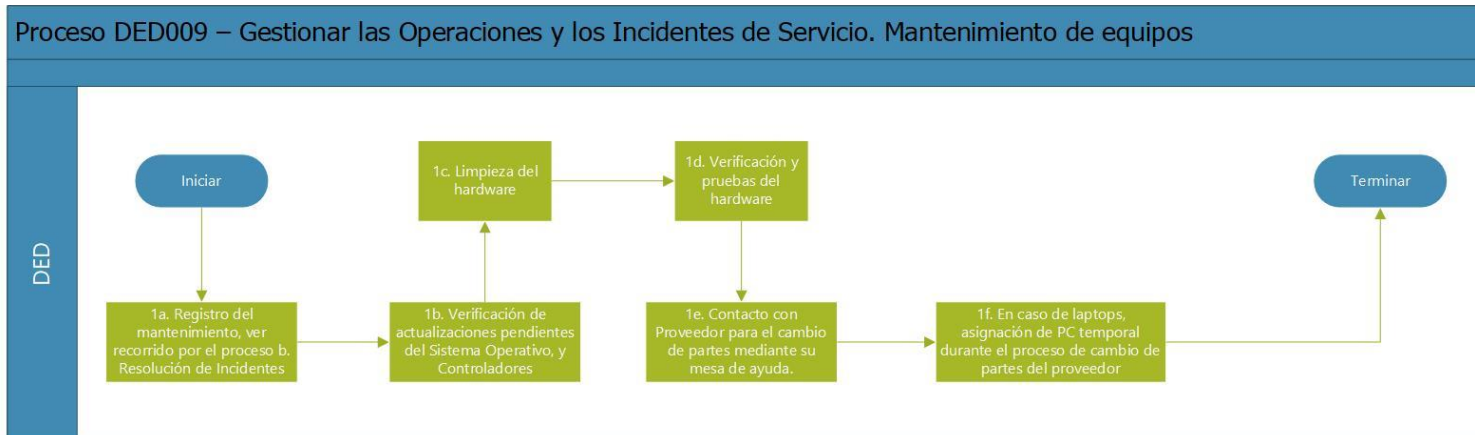 Proceso DED009 – Gestionar las Operaciones y los Incidentes de Servicio. Mantenimiento de equipos
DED
Iniciar
1a. Registro del
mantenimiento, ver
recorrido por el proceso b.
Resolución de Incidentes
1b. Verificación de
actualizaciones pendientes
del Sistema Operativo, y
Controladores
1c. Limpieza del
hardware
1d. Verificación y
pruebas del
hardware
1e. Contacto con
Proveedor para el cambio
de partes mediante su
mesa de ayuda.
1f. En caso de laptops,
asignación de PC temporal
durante el proceso de cambio de
partes del proveedor
Terminar